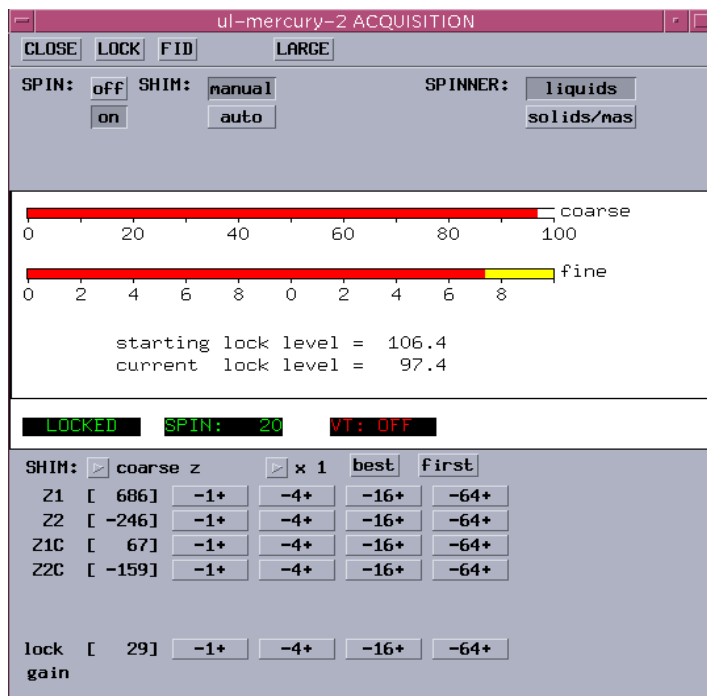 ul-mercury-2 ACQUISITION
CLOSE LOCK FID LARGE
SPIN: off SHIM: manual SPINNER: liquids
on auto solids/mas
coarse
0 20 40 60 80 100
fine
0 2 4 6 8 0 2 4 6 8
starting lock level = 106.4
current lock level = 97.4
LOCKED SPIN: 20 VT: OFF
SHIM: coarse z x 1 best first
Z1 [ 686] -1+ -4+ -16+ -64+
Z2 [ -246] -1+ -4+ -16+ -64+
Z1C [ 67] -1+ -4+ -16+ -64+
Z2C [ -159] -1+ -4+ -16+ -64+
lock [ 29] -1+ -4+ -16+ -64+
gain